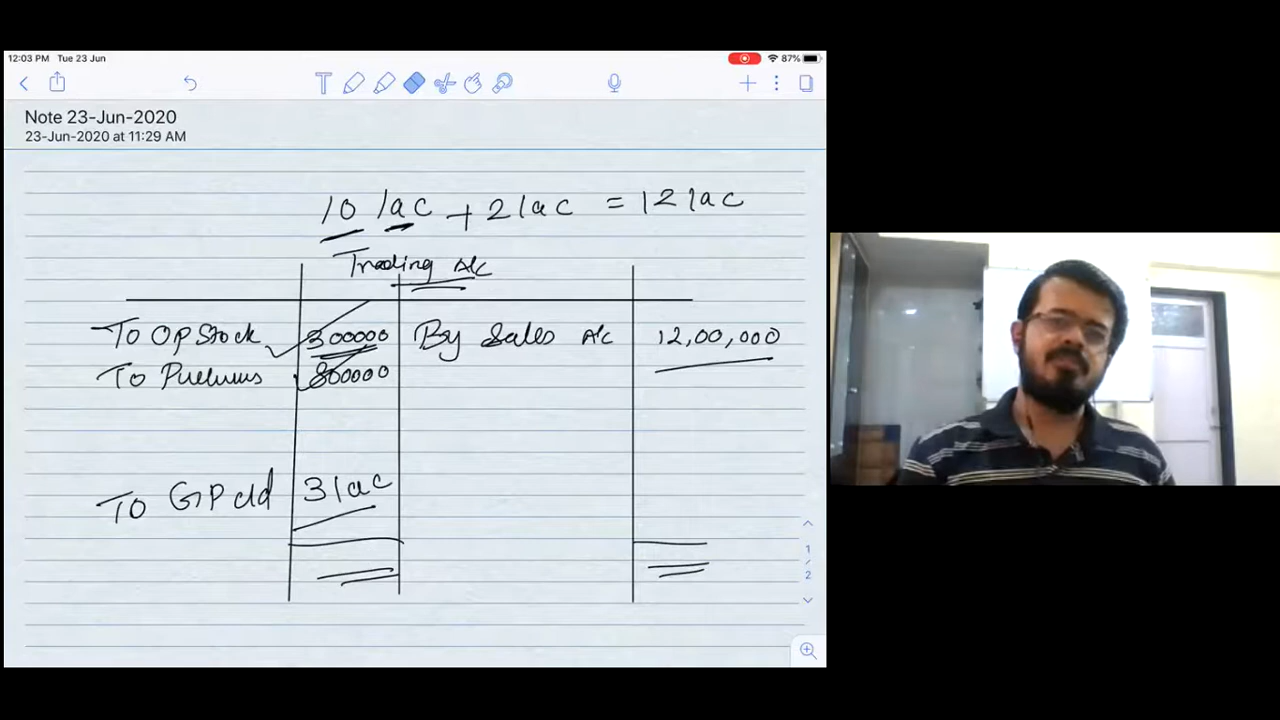 12:03 PM Tue 23 Jun 87%
Note 23-Jun-2020
23-Jun-2020 at 11:29 AM
10 lac + 2 lac = 12 lac
Trading A/c
To Op Stock 300000 By Sales A/c 12,00,000
To 800000
To GP c/d 3 lac
1/2